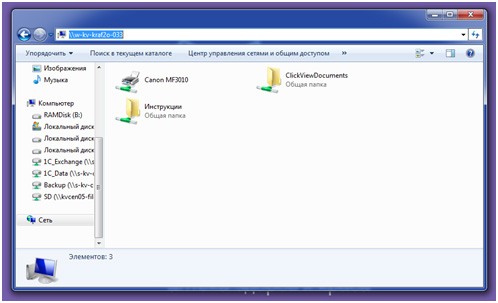 \\w-kv-kraf2o-033
Упорядочить
Поиск в текущем каталоге
Центр управления сетями и общим доступом
»
Изображения
Музыка
Компьютер
RAMDisk (B:)
Локальный диск
Локальный диск
Локальный диск
1C_Exchange (\\s-kv-
1C_Data (\\s-kv-c
Backup (\\s-kv-c
SD (\\kvcen05-fil
Сеть
Canon MF3010
ClickViewDocuments
Общая папка
Инструкции
Общая папка
Элементов: 3